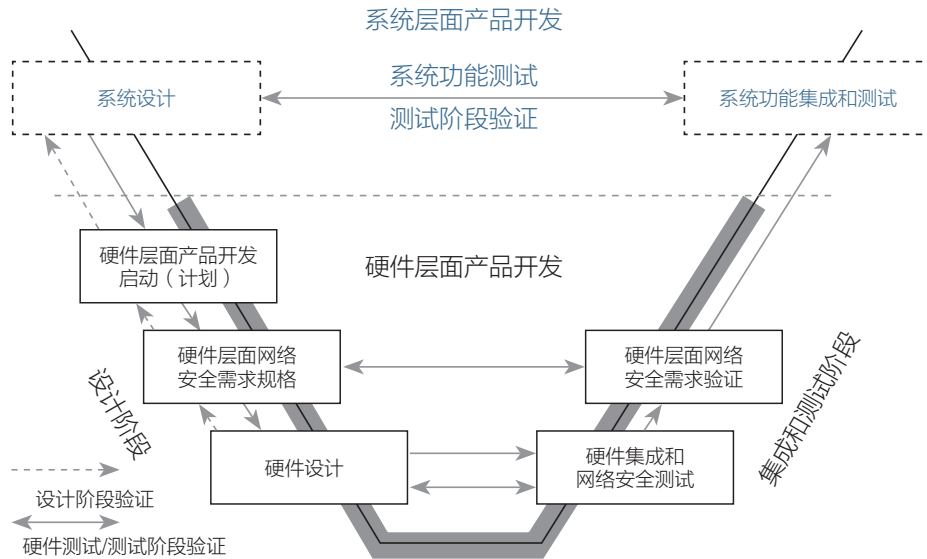 系统层面产品开发
系统设计
系统功能测试
测试阶段验证
系统功能集成和测试
硬件层面产品开发
启动（计划）
硬件层面产品开发
硬件层面网络
安全需求规格
硬件层面网络
安全需求验证
设计阶段
集成和测试阶段
硬件设计
硬件集成和
网络安全测试
设计阶段验证
硬件测试/测试阶段验证